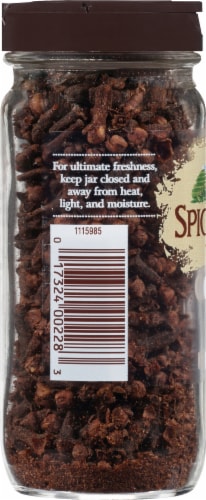 For ultimate freshness,
keep jar closed and
away from heat,
light, and moisture.
1115985
0 17324 00228 3
SPIC